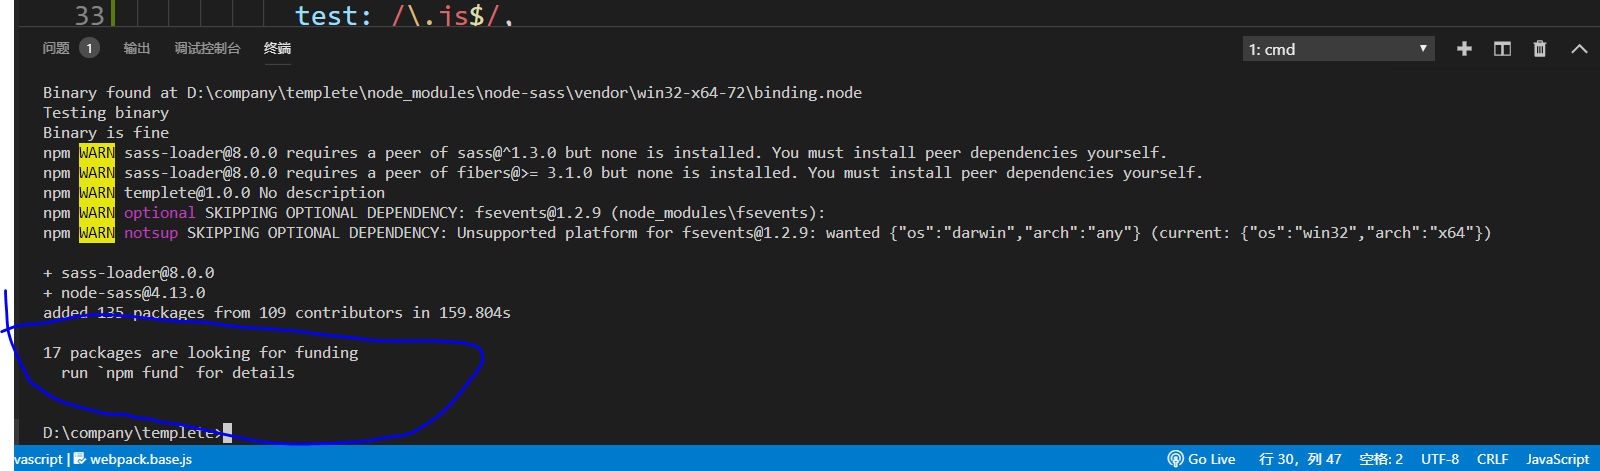 33 test: /\.js$/,
问题 1 输出 调试控制台 终端 1: cmd
Binary found at D:\company\templete\node_modules\node-sass\vendor\win32-x64-72\binding.node
Testing binary
Binary is fine
npm WARN sass-loader@8.0.0 requires a peer of sass@^1.3.0 but none is installed. You must install peer dependencies yourself.
npm WARN sass-loader@8.0.0 requires a peer of fibers@>= 3.1.0 but none is installed. You must install peer dependencies yourself.
npm WARN templete@1.0.0 No description
npm WARN optional SKIPPING OPTIONAL DEPENDENCY: fsevents@1.2.9 (node_modules\fsevents):
npm WARN notsup SKIPPING OPTIONAL DEPENDENCY: Unsupported platform for fsevents@1.2.9: wanted {"os":"darwin","arch":"any"} (current: {"os":"win32","arch":"x64"})
+ sass-loader@8.0.0
+ node-sass@4.13.0
added 135 packages from 109 contributors in 159.804s
17 packages are looking for funding
run `npm fund` for details
D:\company\templete>
vascript | webpack.base.js Go Live 行 30，列 47 空格: 2 UTF-8 CRLF JavaScript